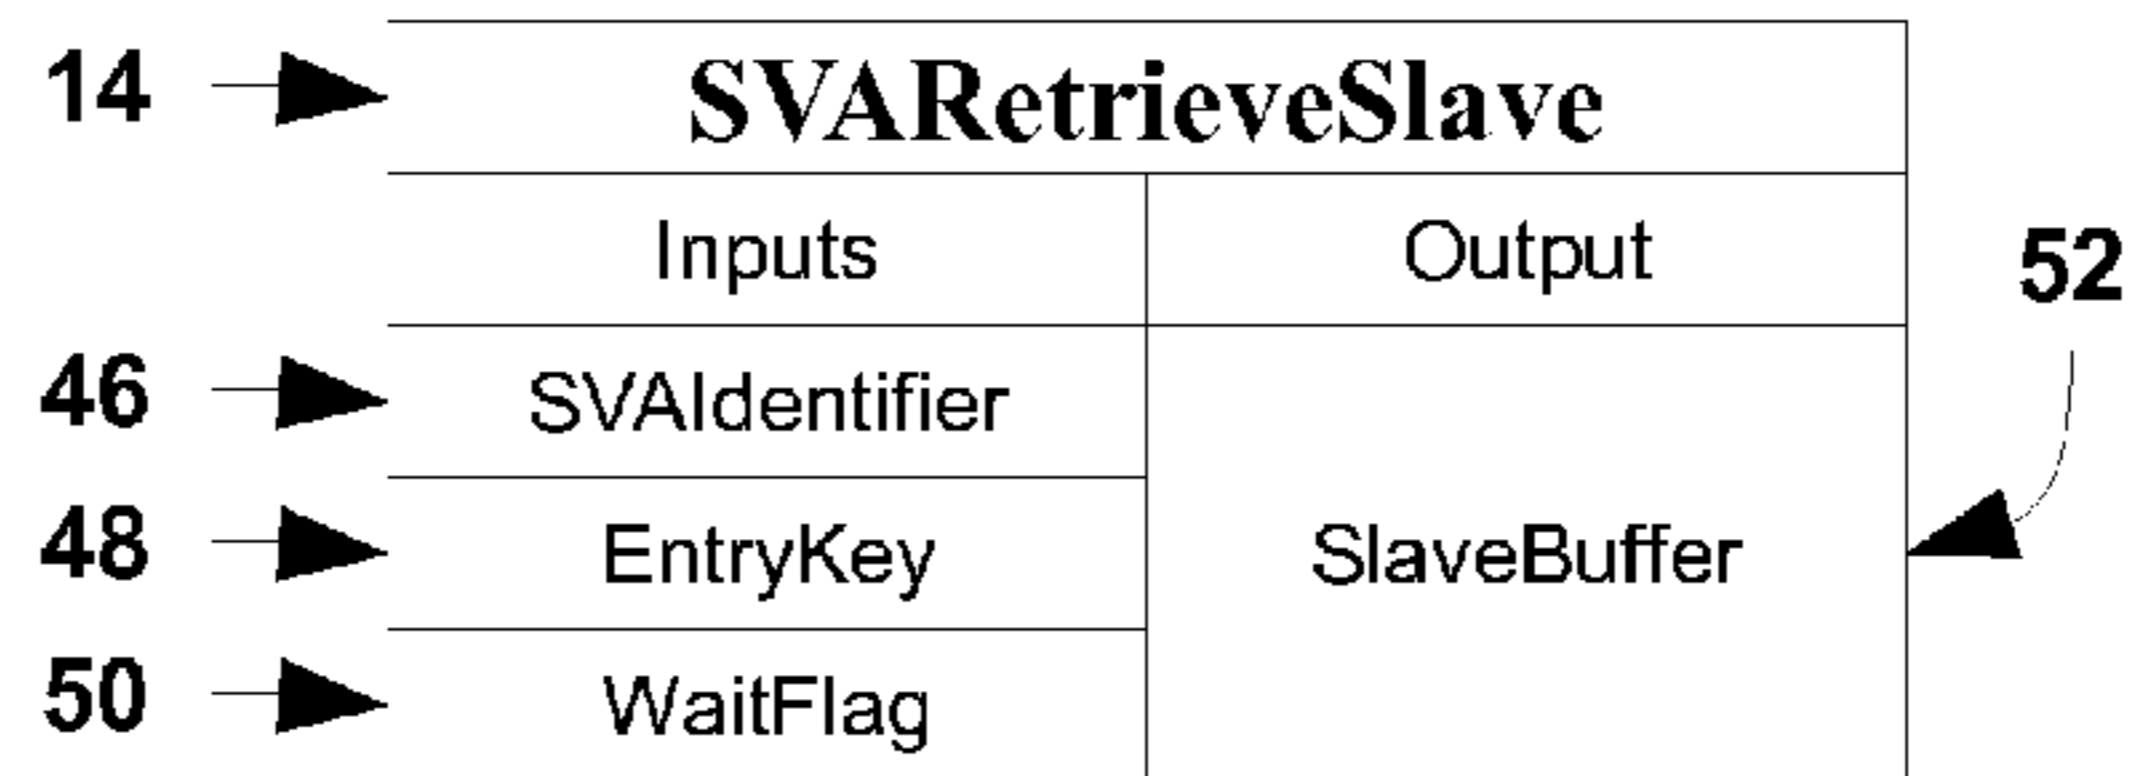 14 SVARetrieveSlave
Inputs Output
52
46 SVAIdentifier
48 EntryKey SlaveBuffer
50 WaitFlag